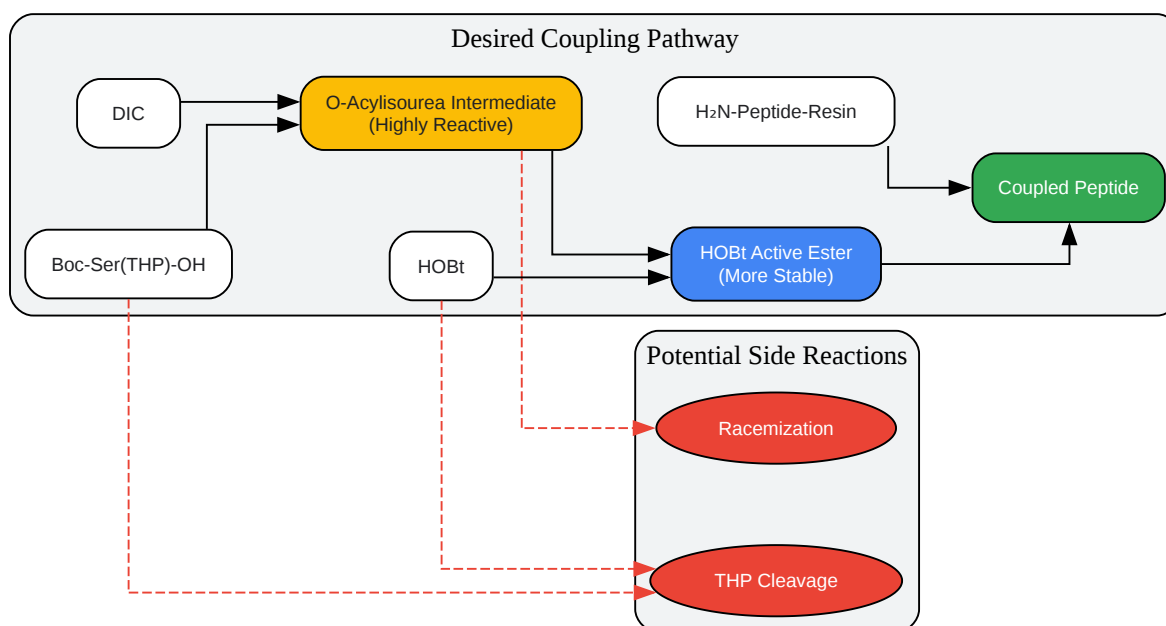 Desired Coupling Pathway
DIC
O-Acylisourea Intermediate
(Highly Reactive)
H₂N-Peptide-Resin
Coupled Peptide
Boc-Ser(THP)-OH
HOBt
HOBt Active Ester
(More Stable)
Potential Side Reactions
Racemization
THP Cleavage